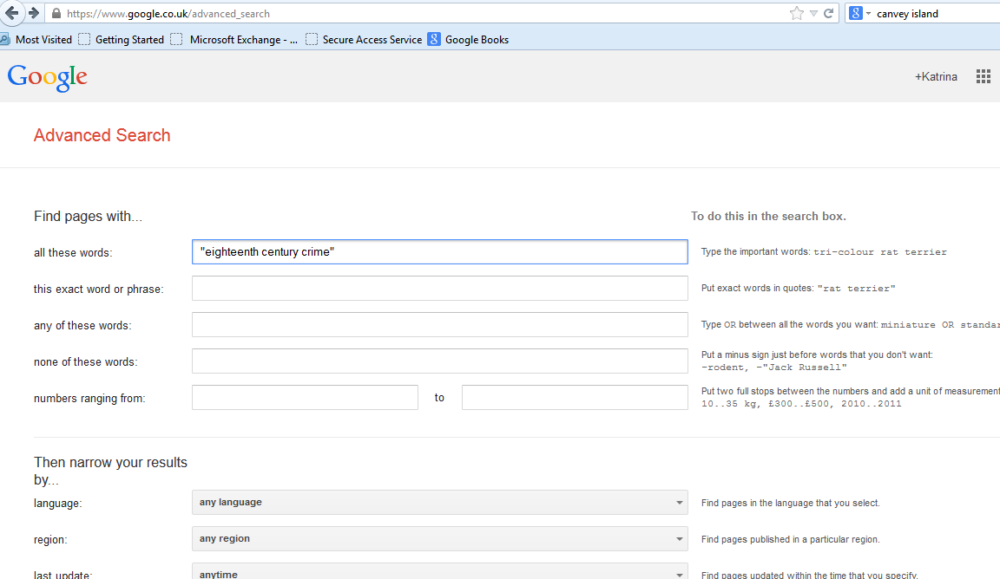 https://www.google.co.uk/advanced_search
8 canvey island
Most Visited Getting Started Microsoft Exchange - ... Secure Access Service 8 Google Books
Google
+Katrina
Advanced Search
Find pages with... To do this in the search box.
all these words: "eighteenth century crime" Type the important words: tri-colour rat terrier
this exact word or phrase: Put exact words in quotes: "rat terrier"
any of these words: Type OR between all the words you want: miniature OR standar
none of these words: Put a minus sign just before words that you don't want:
-rodent, -"Jack Russell"
numbers ranging from: to Put two full stops between the numbers and add a unit of measurement
10..35 kg, £300..£500, 2010..2011
Then narrow your results
by...
language: any language Find pages in the language that you select.
region: any region Find pages published in a particular region.
last update: anytime Find pages updated within the time that you specify.